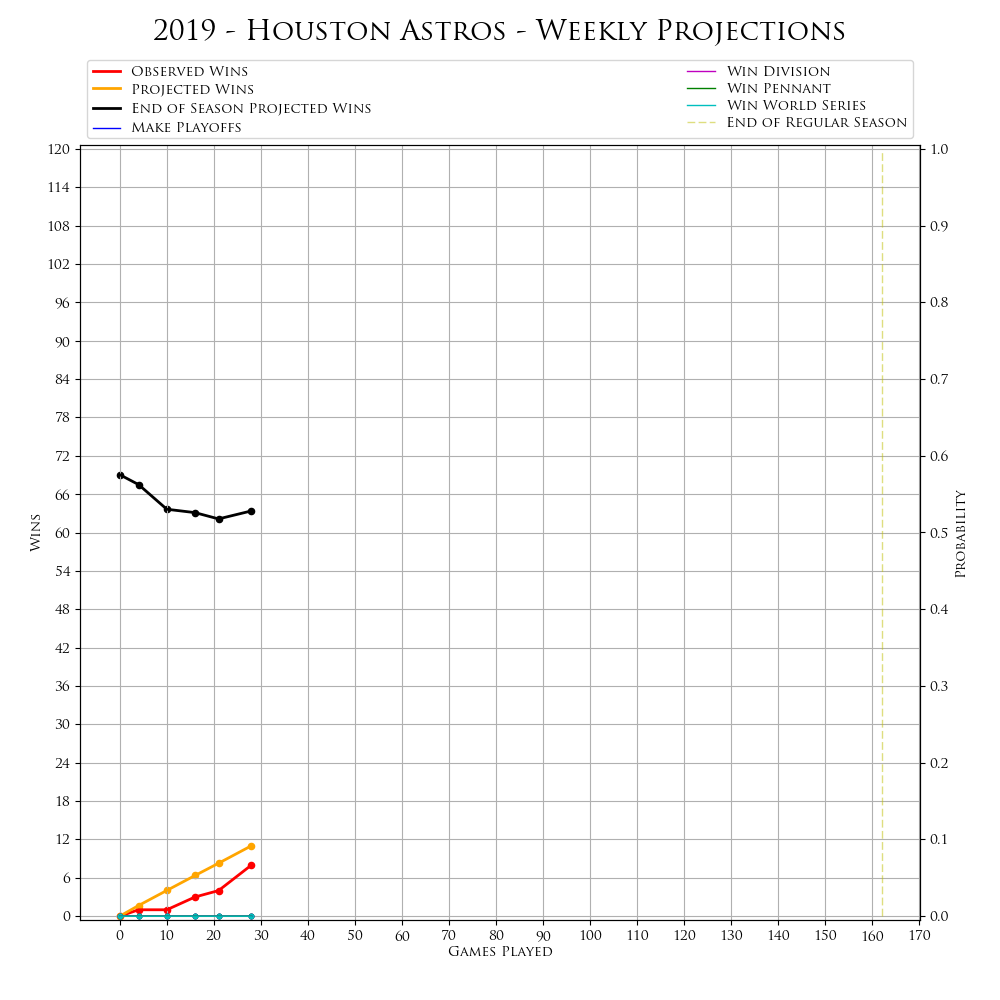 2019 - Houston Astros - Weekly Projections
Observed Wins
Projected Wins
End of Season Projected Wins
Make Playoffs
Win Division
Win Pennant
Win World Series
End of Regular Season
120
114
108
102
96
90
84
78
72
66
60
54
48
42
36
30
24
18
12
6
0
Wins
1.0
0.9
0.8
0.7
0.6
0.5
0.4
0.3
0.2
0.1
0.0
Probability
0 10 20 30 40 50 60 70 80 90 100 110 120 130 140 150 160 170
Games Played